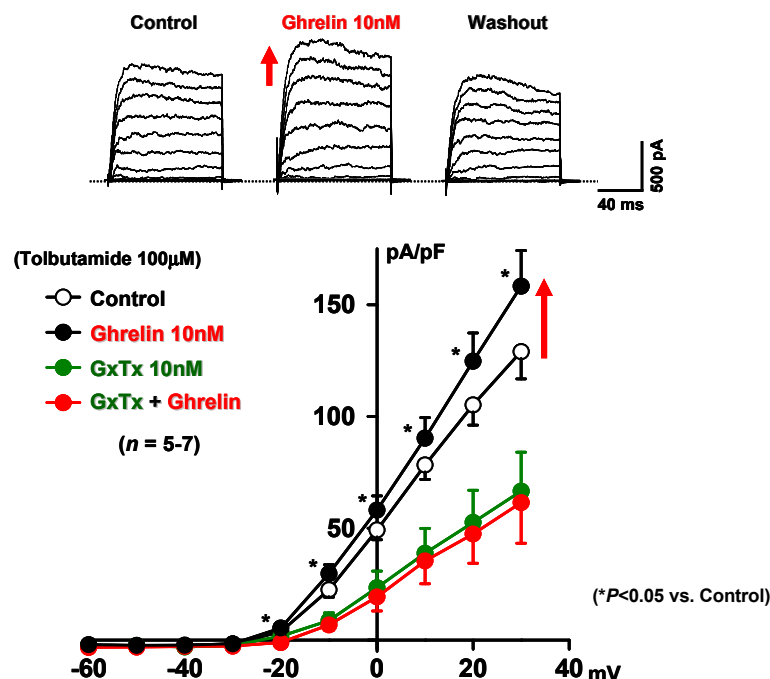 Control Ghrelin 10nM Washout
500 pA
40 ms
pA/pF
(Tolbutamide 100μM)
Control
Ghrelin 10nM
GxTx 10nM
GxTx + Ghrelin
(n = 5-7)
150
100
50
* * * * * * *
(*P<0.05 vs. Control)
-60 -40 -20 0 20 40 mV